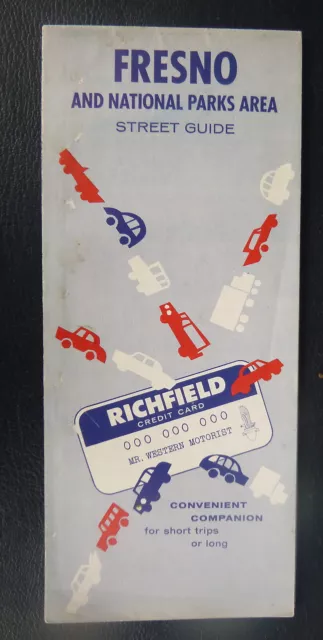 FRESNO
AND NATIONAL PARKS AREA
STREET GUIDE
RICHFIELD
CREDIT CARD
000 000 000
MR. WESTERN MOTORIST
CONVENIENT
COMPANION
for short trips
or long